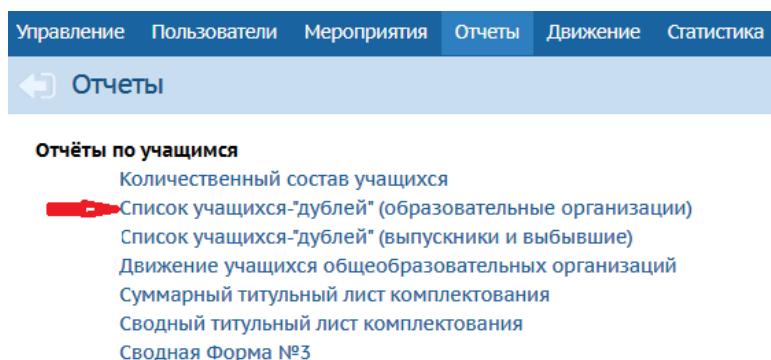 Управление Пользователи Мероприятия Отчеты Движение Статистика
Отчеты
Отчёты по учащимся
Количественный состав учащихся
Список учащихся-"дублей" (образовательные организации)
Список учащихся-"дублей" (выпускники и выбывшие)
Движение учащихся общеобразовательных организаций
Суммарный титульный лист комплектования
Сводный титульный лист комплектования
Сводная Форма №3